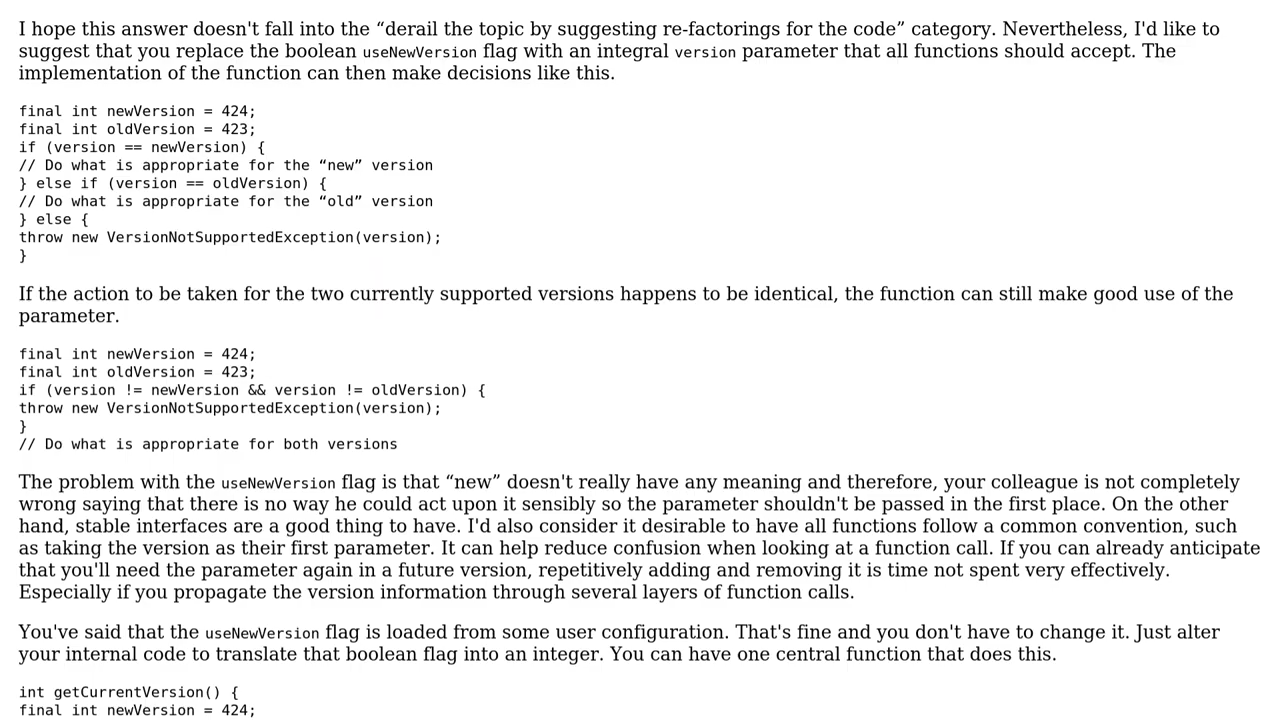 I hope this answer doesn't fall into the “derail the topic by suggesting re-factorings for the code” category. Nevertheless, I'd like to
suggest that you replace the boolean useNewVersion flag with an integral version parameter that all functions should accept. The
implementation of the function can then make decisions like this.
final int newVersion = 424;
final int oldVersion = 423;
if (version == newVersion) {
// Do what is appropriate for the “new” version
} else if (version == oldVersion) {
// Do what is appropriate for the “old” version
} else {
throw new VersionNotSupportedException(version);
}
If the action to be taken for the two currently supported versions happens to be identical, the function can still make good use of the
parameter.
final int newVersion = 424;
final int oldVersion = 423;
if (version != newVersion && version != oldVersion) {
throw new VersionNotSupportedException(version);
}
// Do what is appropriate for both versions
The problem with the useNewVersion flag is that “new” doesn't really have any meaning and therefore, your colleague is not completely
wrong saying that there is no way he could act upon it sensibly so the parameter shouldn't be passed in the first place. On the other
hand, stable interfaces are a good thing to have. I'd also consider it desirable to have all functions follow a common convention, such
as taking the version as their first parameter. It can help reduce confusion when looking at a function call. If you can already anticipate
that you'll need the parameter again in a future version, repetitively adding and removing it is time not spent very effectively.
Especially if you propagate the version information through several layers of function calls.
You've said that the useNewVersion flag is loaded from some user configuration. That's fine and you don't have to change it. Just alter
your internal code to translate that boolean flag into an integer. You can have one central function that does this.
int getCurrentVersion() {
final int newVersion = 424;